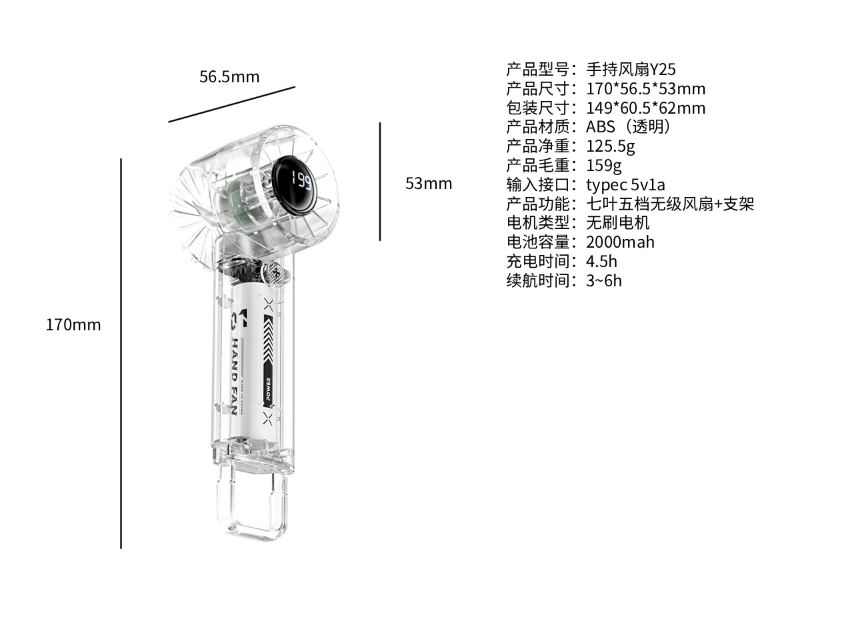 56.5mm
53mm
170mm
199
HAND FAN
POWER
产品型号：手持风扇Y25
产品尺寸：170*56.5*53mm
包装尺寸：149*60.5*62mm
产品材质：ABS（透明）
产品净重：125.5g
产品毛重：159g
输入接口：typec 5v1a
产品功能：七叶五档无级风扇+支架
电机类型：无刷电机
电池容量：2000mah
充电时间：4.5h
续航时间：3~6h